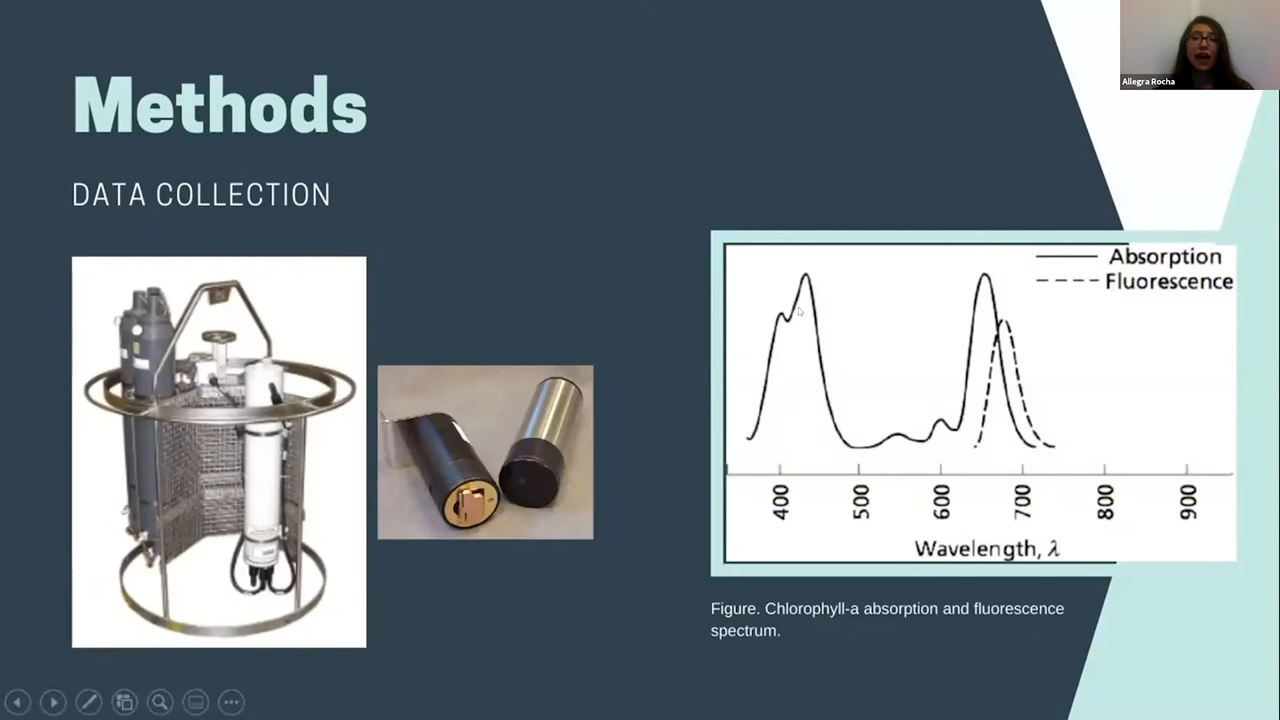 Methods
DATA COLLECTION
Allegra Rocha
Absorption
Fluorescence
400 500 600 700 800 900
Wavelength, λ
Figure. Chlorophyll-a absorption and fluorescence
spectrum.